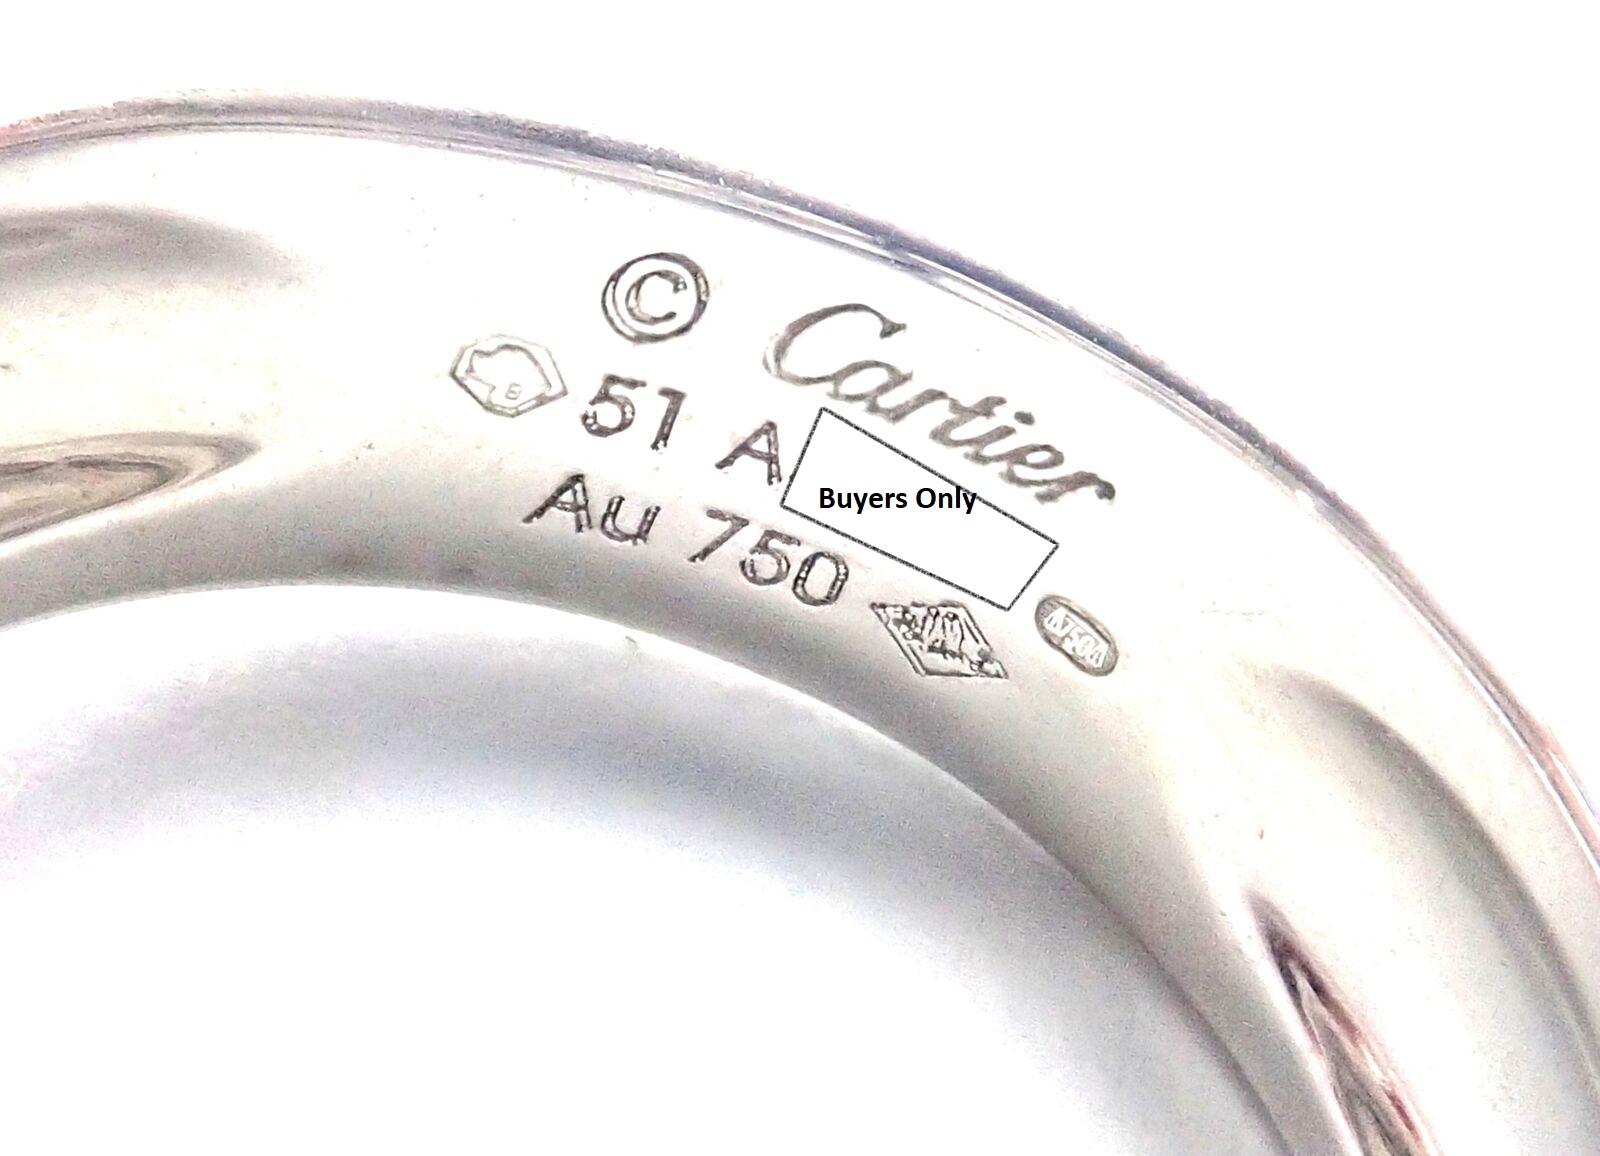 © Cartier
51 A
Buyers Only
Au 750